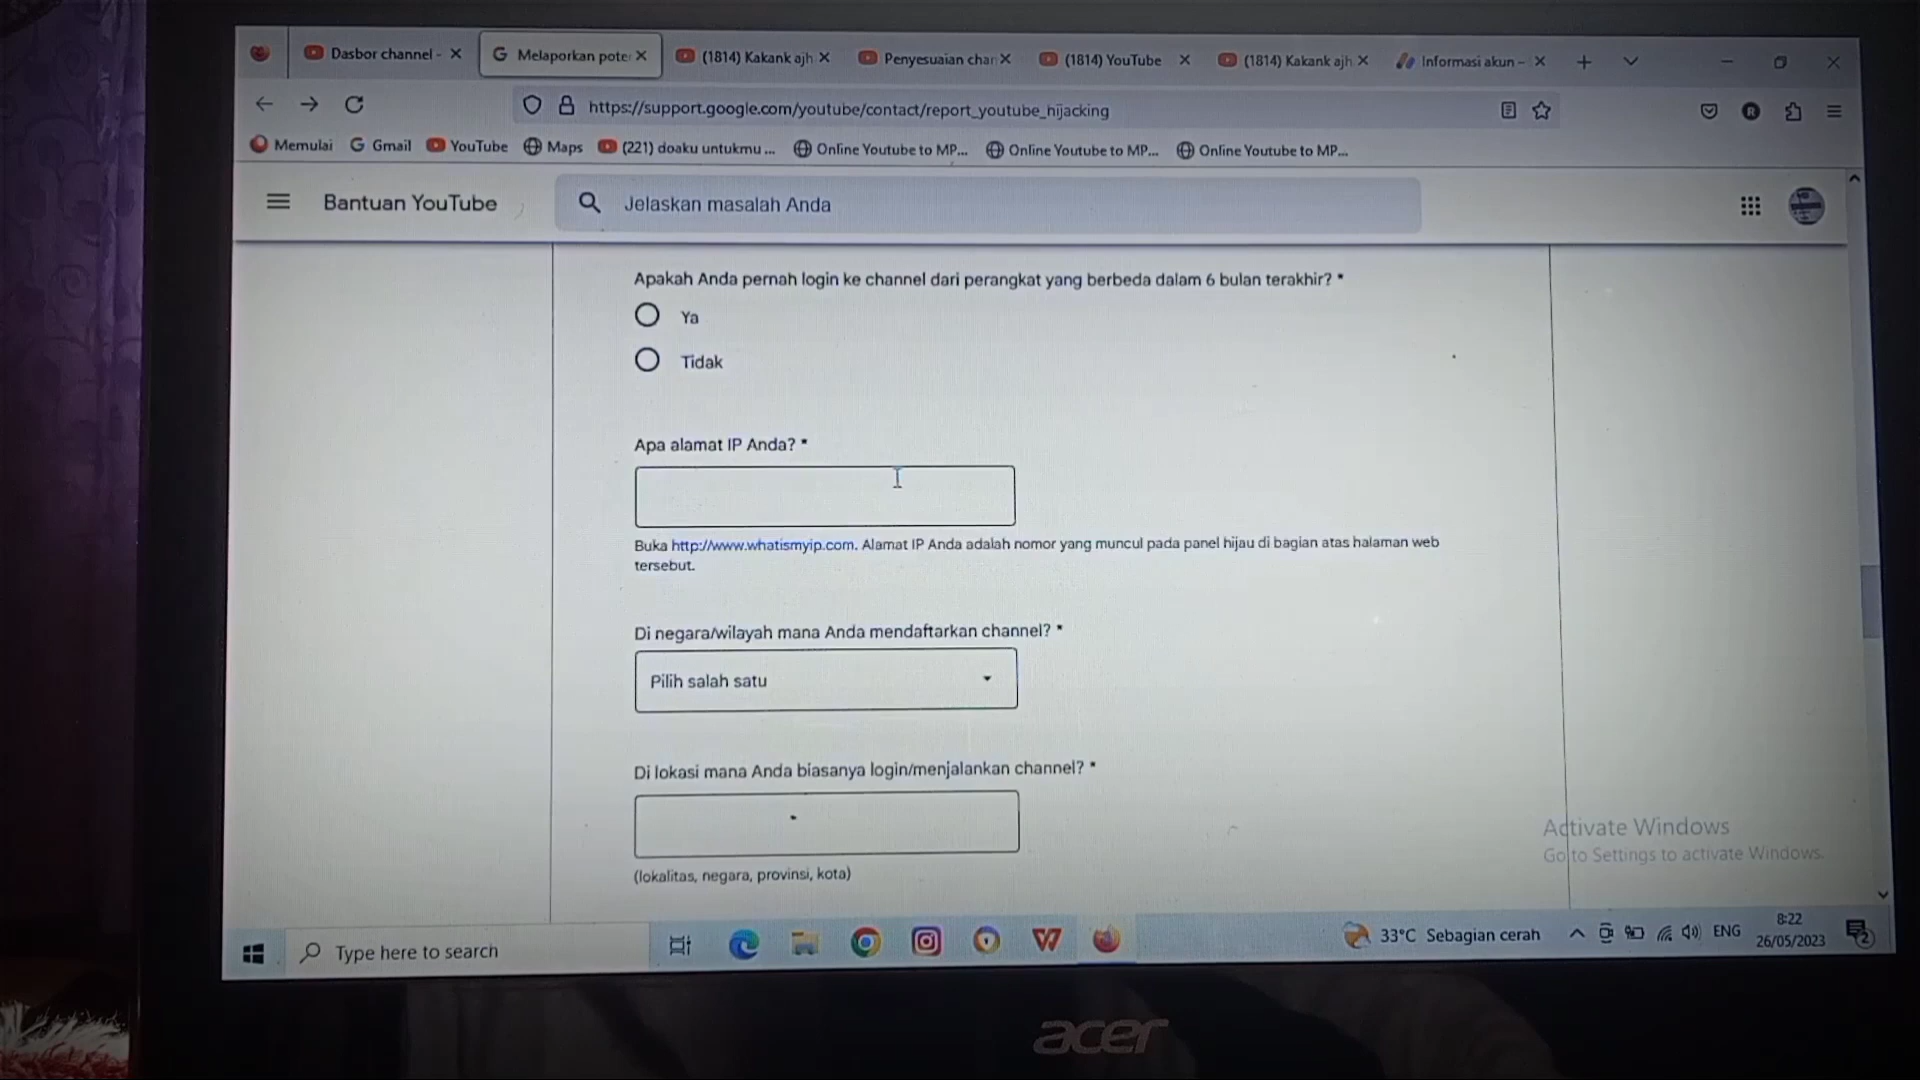 Dasbor channel -
Melaporkan pote
(1814) Kakank ajh
Penyesuaian chan
(1814) YouTube
(1814) Kakank ajh
Informasi akun -
https://support.google.com/youtube/contact/report_youtube_hijacking
Memulai
Gmail
YouTube
Maps
(221) doaku untukmu ...
Online Youtube to MP...
Online Youtube to MP...
Online Youtube to MP...
Bantuan YouTube
Jelaskan masalah Anda
Apakah Anda pernah login ke channel dari perangkat yang berbeda dalam 6 bulan terakhir? *
Ya
Tidak
Apa alamat IP Anda? *
Buka http://www.whatismyip.com. Alamat IP Anda adalah nomor yang muncul pada panel hijau di bagian atas halaman web
tersebut.
Di negara/wilayah mana Anda mendaftarkan channel? *
Pilih salah satu
Di lokasi mana Anda biasanya login/menjalankan channel? *
(lokalitas, negara, provinsi, kota)
Activate Windows
Go to Settings to activate Windows.
Type here to search
33°C Sebagian cerah
ENG
8:22
26/05/2023
2
acer